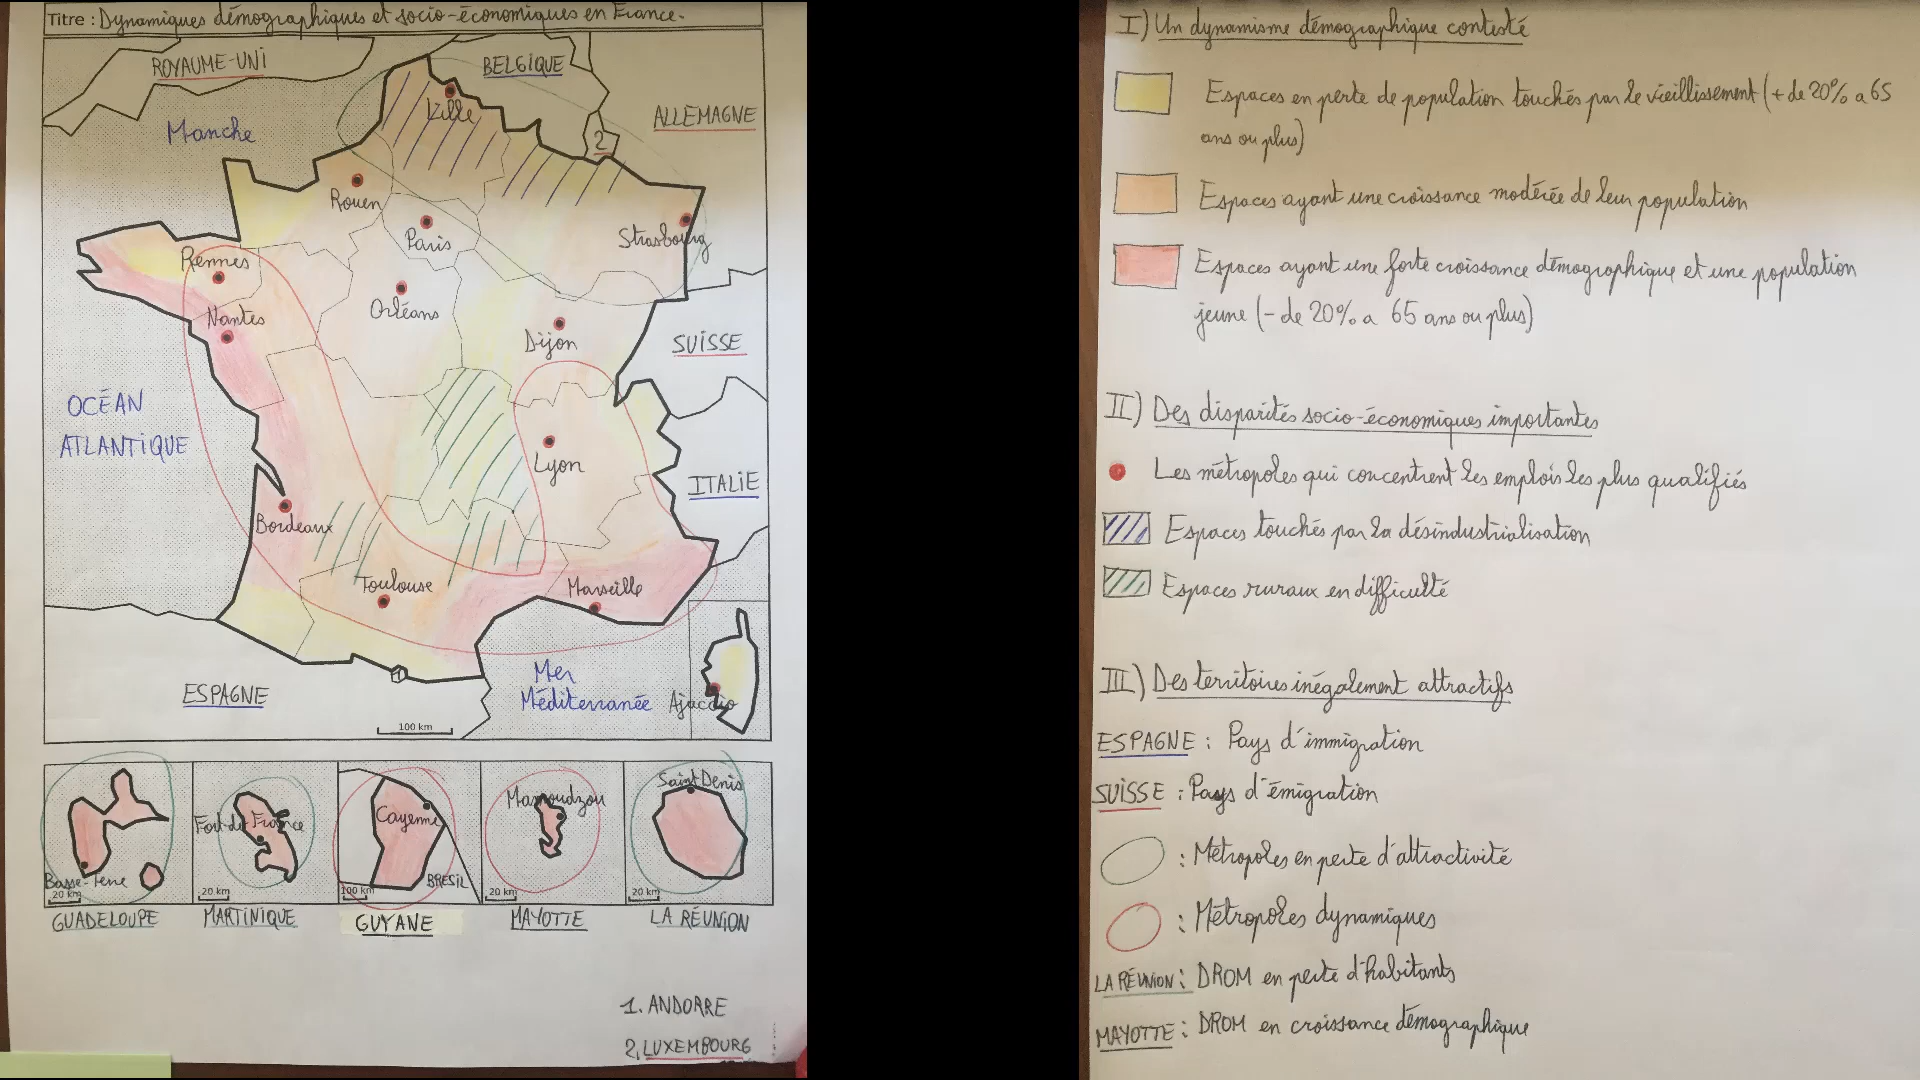 Titre : Dynamiques démographiques et socio-économiques en France.
ROYAUME-UNI
BELGIQUE
ALLEMAGNE
Manche
Lille
2
Rouen
Paris
Strasbourg
Rennes
Orléans
Nantes
Dijon
SUISSE
OCÉAN
ATLANTIQUE
Lyon
ITALIE
Bordeaux
Toulouse
Marseille
1
ESPAGNE
Mer
Méditerranée
Ajaccio
100 km
Saint Denis
Mamoudzou
Cayenne
Fort-de-France
Basse-Terre
BRESIL
20 km
20 km
100 km
20 km
20 km
GUADELOUPE
MARTINIQUE
GUYANE
MAYOTTE
LA RÉUNION
1. ANDORRE
2. LUXEMBOURG
I) Un dynamisme démographique contesté
Espaces en perte de population touchés par le vieillissement (+ de 20% a 65
ans ou plus)
Espaces ayant une croissance modérée de leur population
Espaces ayant une forte croissance démographique et une population
jeune (- de 20% a 65 ans ou plus)
II) Des disparités socio-économiques importantes
Les métropoles qui concentrent les emplois les plus qualifiés
Espaces touchés par la désindustrialisation
Espaces ruraux en difficulté
III) Des territoires inégalement attractifs
ESPAGNE : Pays d'immigration
SUISSE : Pays d'émigration
: Métropoles en perte d'attractivité
: Métropoles dynamiques
LA RÉUNION : DROM en perte d'habitants
MAYOTTE : DROM en croissance démographique